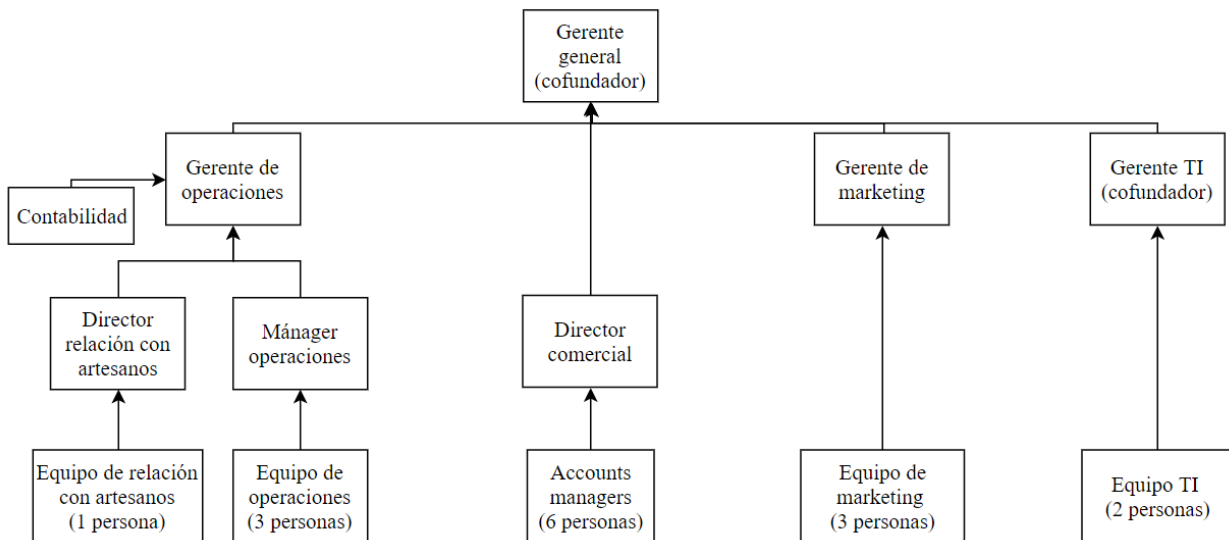 Gerente
general
(cofundador)
Gerente de
operaciones
Gerente de
marketing
Gerente TI
(cofundador)
Contabilidad
Director
relación con
artesanos
Mánager
operaciones
Director
comercial
Equipo de relación
con artesanos
(1 persona)
Equipo de
operaciones
(3 personas)
Accounts
managers
(6 personas)
Equipo de
marketing
(3 personas)
Equipo TI
(2 personas)